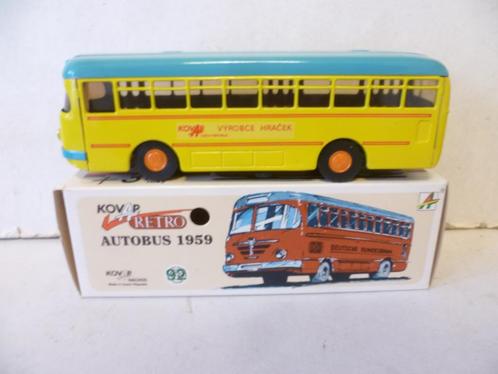 KOVAP VÝROBCE HRAČEK
KOVAP
RETRO
AUTOBUS 1959
DEUTSCHE BUNDESBAHN
KOVAP
92